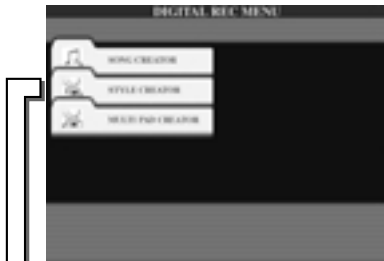 DIGITAL REC MENU
SONG CREATOR
STYLE CREATOR
MULTI PAD CREATOR